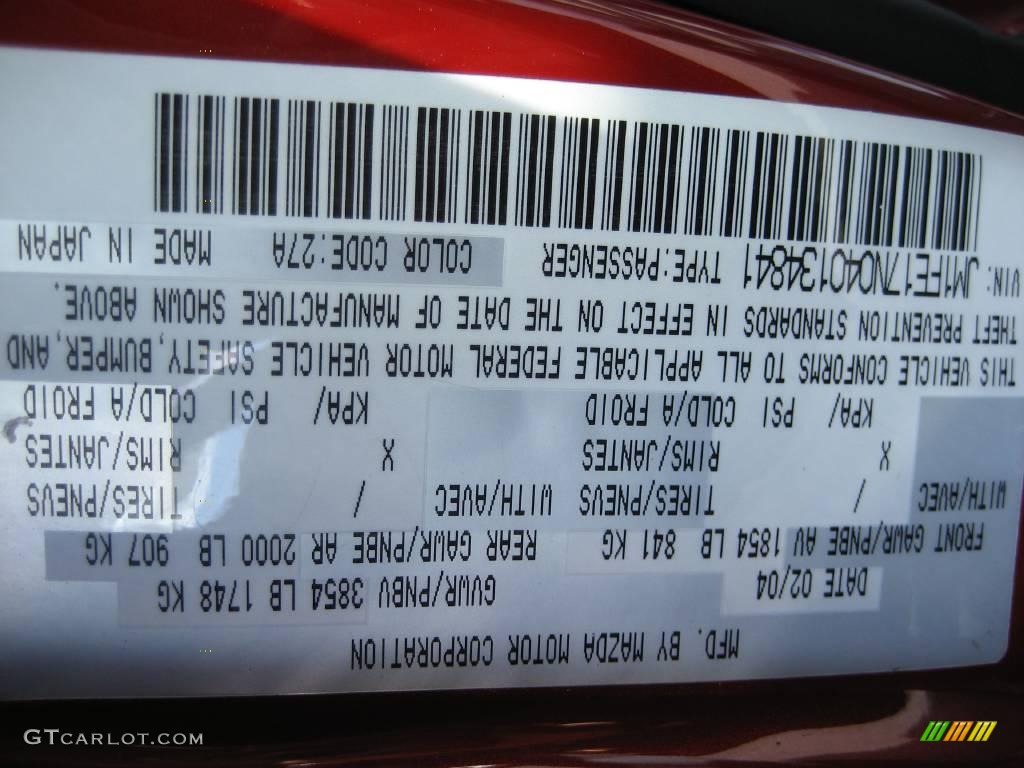 MFD. BY MAZDA MOTOR CORPORATION
DATE 02/04 GVWR/PNBV 3854 LB 1748 KG
FRONT GAWR/PNBE AV 1854 LB 841 KG REAR GAWR/PNBE AR 2000 LB 907 KG
WITH/AVEC / TIRES/PNEVS WITH/AVEC / TIRES/PNEVS
X RIMS/JANTES X RIMS/JANTES
KPA/ PSI COLD/A FROID KPA/ PSI COLD/A FROID
THIS VEHICLE CONFORMS TO ALL APPLICABLE FEDERAL MOTOR VEHICLE SAFETY, BUMPER, AND
THEFT PREVENTION STANDARDS IN EFFECT ON THE DATE OF MANUFACTURE SHOWN ABOVE.
VIN: JM1FE17N040134841 TYPE:PASSENGER COLOR CODE:27A MADE IN JAPAN
GTCARLOT.COM